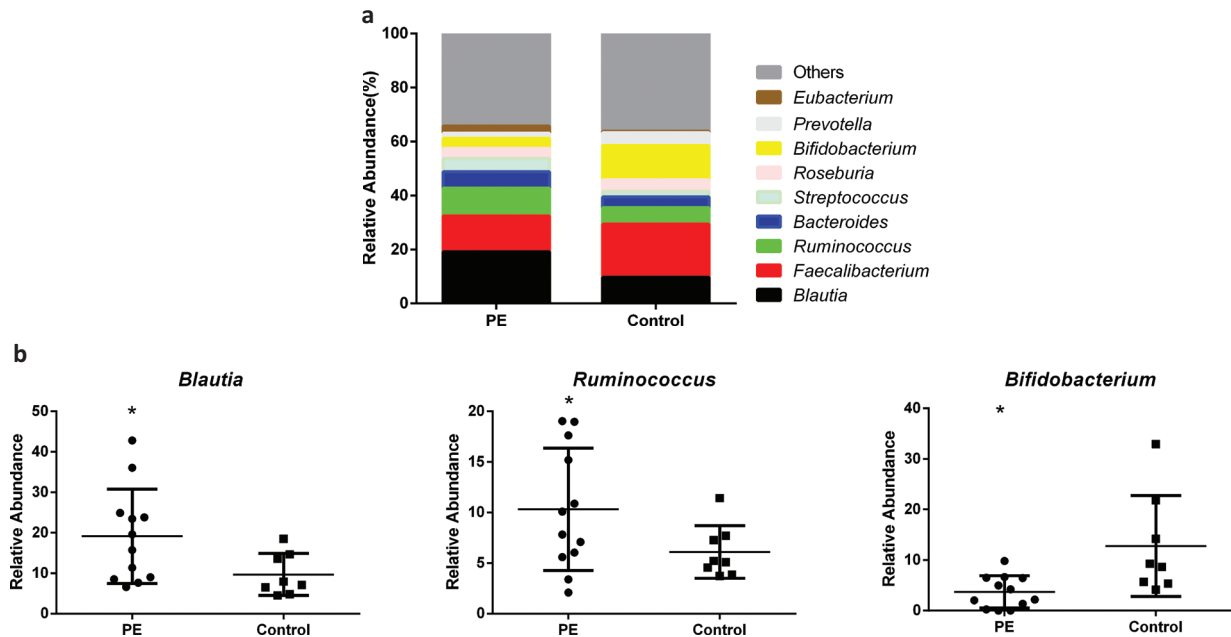 a
Relative Abundance(%)
100
80
60
40
20
0
PE
Control
Others
Eubacterium
Prevotella
Bifidobacterium
Roseburia
Streptococcus
Bacteroides
Ruminococcus
Faecalibacterium
Blautia
b
Blautia
Relative Abundance
50
40
30
20
10
0
*
PE
Control
Ruminococcus
Relative Abundance
20
15
10
5
0
*
PE
Control
Bifidobacterium
Relative Abundance
40
30
20
10
0
*
PE
Control